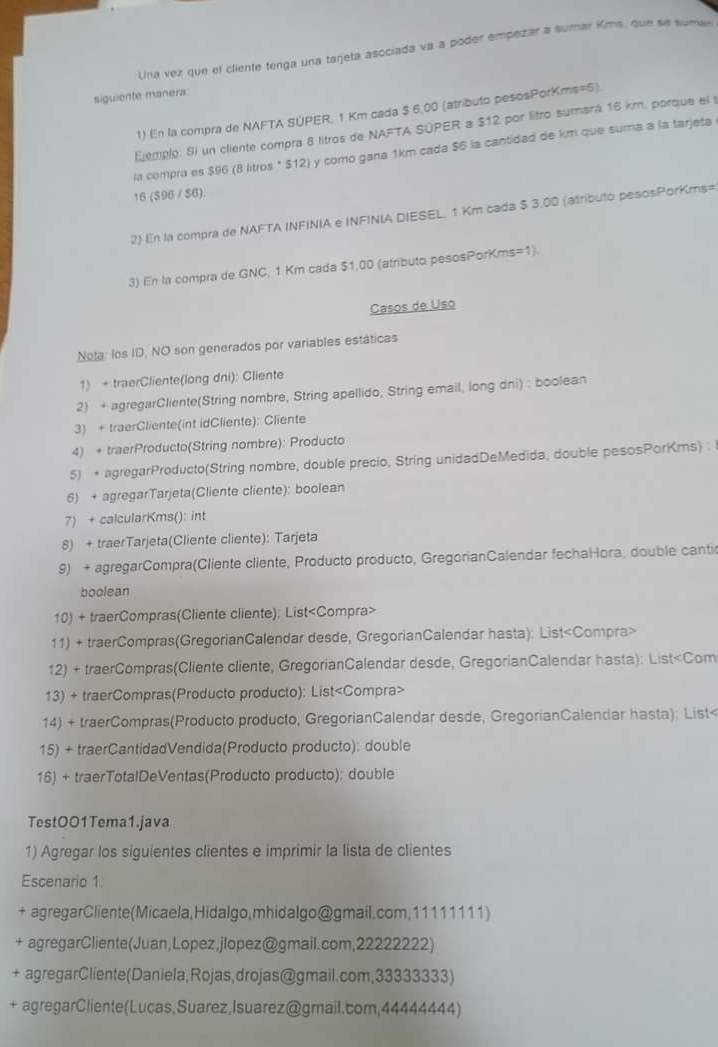 Una vez que el cliente tenga una tarjeta asociada va a poder empezar a sumar Kms, que se suman
siguiente manera:
1) En la compra de NAFTA SÚPER, 1 Km cada $ 6,00 (atributo pesosPorKms=6).
Ejemplo: Si un cliente compra 8 litros de NAFTA SÚPER a $12 por litro sumará 16 km, porque el
la compra es $96 (8 litros * $12) y como gana 1km cada $6 la cantidad de km que suma a la tarjeta
16 ($96 / $6).
2) En la compra de NAFTA INFINIA e INFINIA DIESEL, 1 Km cada $ 3,00 (atributo pesosPorKms=
3) En la compra de GNC, 1 Km cada $1,00 (atributo pesosPorKms=1).
Casos de Uso
Nota: los ID, NO son generados por variables estáticas
1) + traerCliente(long dni): Cliente
2) + agregarCliente(String nombre, String apellido, String email, long dni) : boolean
3) + traerCliente(int idCliente): Cliente
4) + traerProducto(String nombre): Producto
5) + agregarProducto(String nombre, double precio, String unidadDeMedida, double pesosPorKms) :
6) + agregarTarjeta(Cliente cliente): boolean
7) + calcularKms(): int
8) + traerTarjeta(Cliente cliente): Tarjeta
9) + agregarCompra(Cliente cliente, Producto producto, GregorianCalendar fechaHora, double cantid
boolean
10) + traerCompras(Cliente cliente): List<Compra>
11) + traerCompras(GregorianCalendar desde, GregorianCalendar hasta): List<Compra>
12) + traerCompras(Cliente cliente, GregorianCalendar desde, GregorianCalendar hasta): List<Com
13) + traerCompras(Producto producto): List<Compra>
14) + traerCompras(Producto producto, GregorianCalendar desde, GregorianCalendar hasta): List<
15) + traerCantidadVendida(Producto producto): double
16) + traerTotalDeVentas(Producto producto): double
TestOO1Tema1.java
1) Agregar los siguientes clientes e imprimir la lista de clientes
Escenario 1:
+ agregarCliente(Micaela,Hidalgo,mhidalgo@gmail.com,11111111)
+ agregarCliente(Juan,Lopez,jlopez@gmail.com,22222222)
+ agregarCliente(Daniela,Rojas,drojas@gmail.com,33333333)
+ agregarCliente(Lucas,Suarez,lsuarez@gmail.com,44444444)